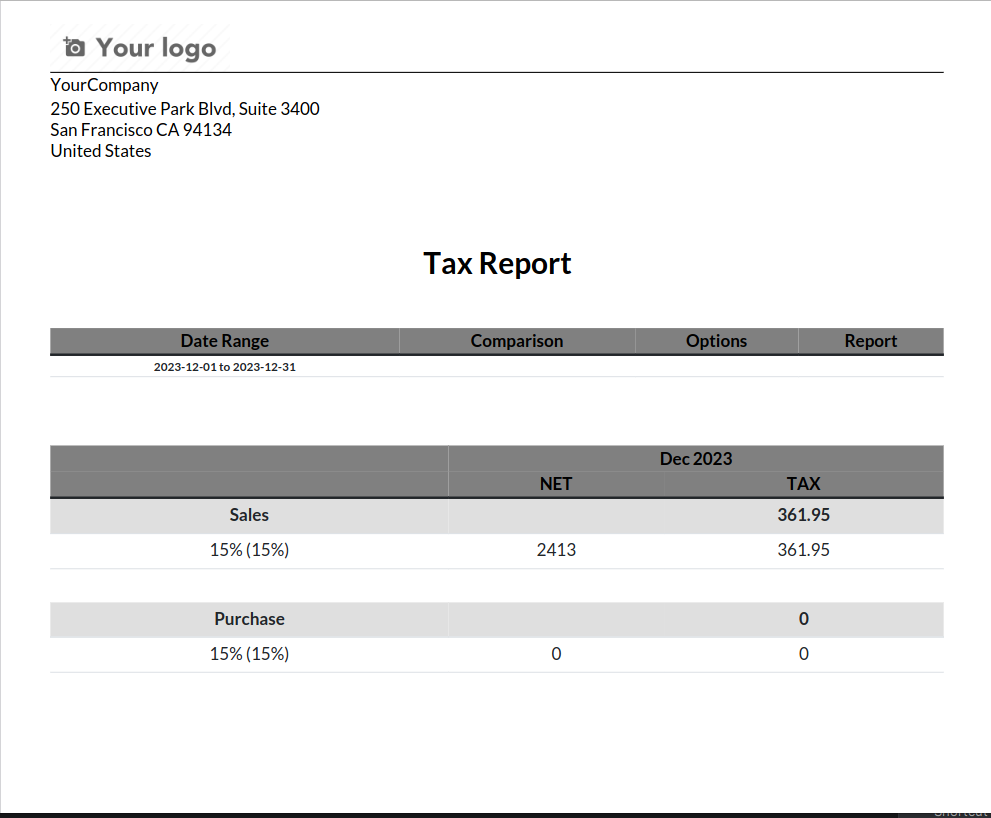 Your logo
YourCompany
250 Executive Park Blvd, Suite 3400
San Francisco CA 94134
United States
Tax Report
Date Range Comparison Options Report
2023-12-01 to 2023-12-31
Dec 2023
NET TAX
Sales 361.95
15% (15%) 2413 361.95
Purchase 0
15% (15%) 0 0